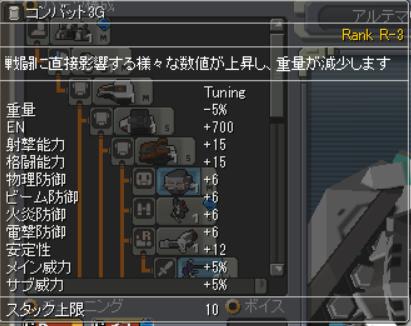 コンバット3G
アルテマ
Rank R-3
戦闘に直接影響する様々な数値が上昇し、重量が減少します
Tuning
重量 -5%
EN +700
射撃能力 +15
格闘能力 +15
物理防御 +6
ビーム防御 +6
火炎防御 +6
電撃防御 +6
安定性 +12
メイン威力 +5%
サブ威力 +5%
スタック上限 10
ーニング ボイス
M
S
S
R